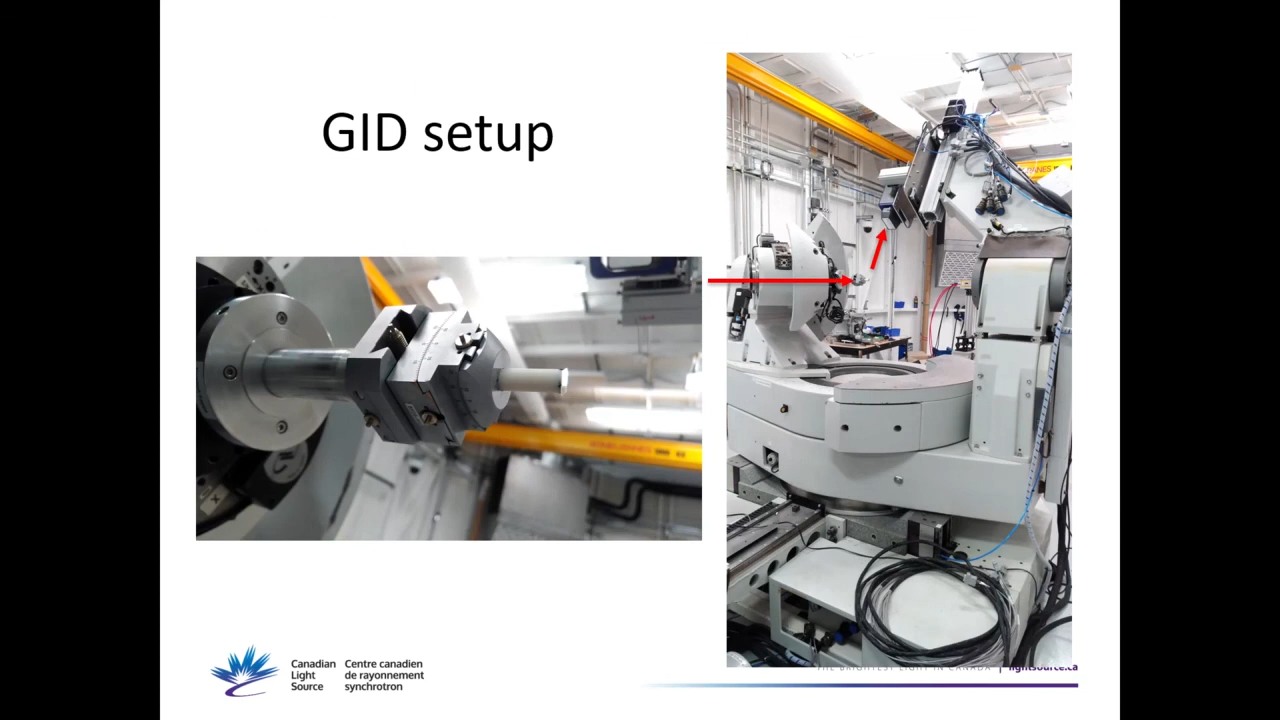 GID setup
X
Canadian Centre canadien
Light de rayonnement
Source synchrotron
THE BRIGHTEST LIGHT IN CANADA | lightsource.ca